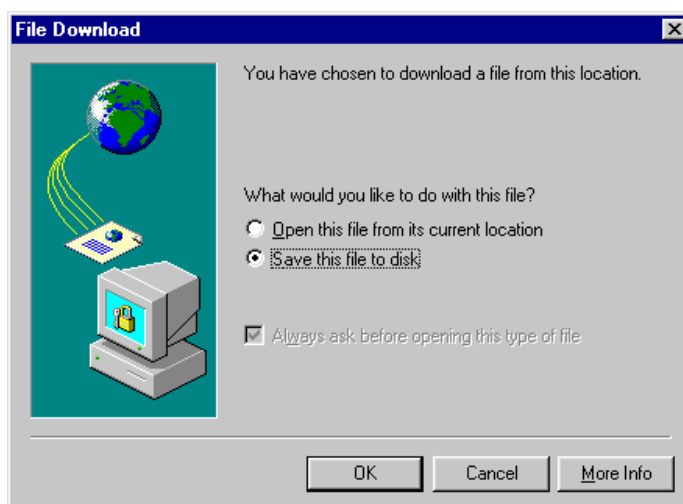 File Download
You have chosen to download a file from this location.
What would you like to do with this file?
Open this file from its current location
Save this file to disk
Always ask before opening this type of file
OK Cancel More Info